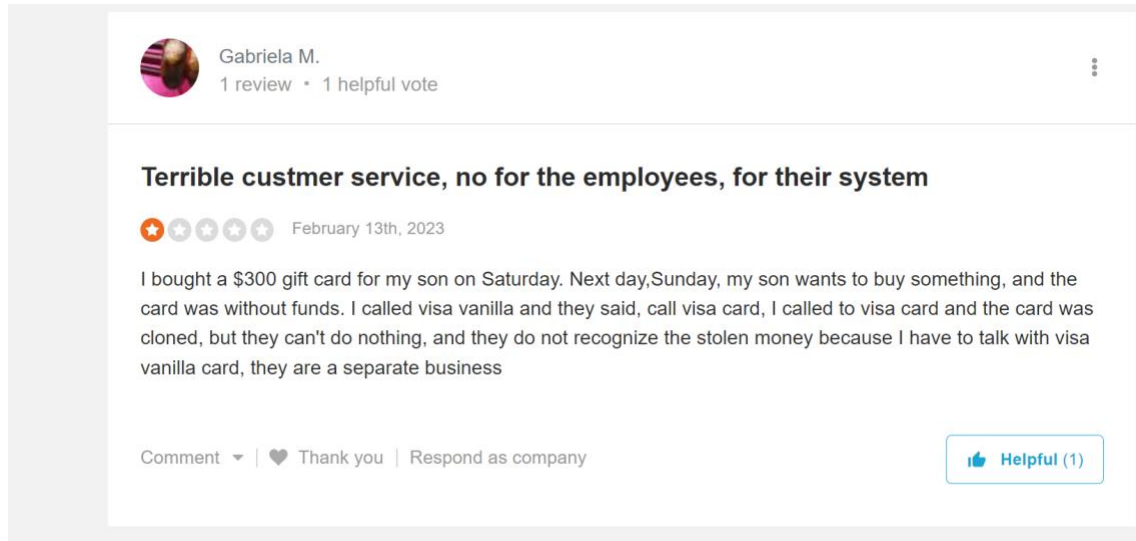 Gabriela M.
1 review • 1 helpful vote
Terrible custmer service, no for the employees, for their system
February 13th, 2023
I bought a $300 gift card for my son on Saturday. Next day,Sunday, my son wants to buy something, and the
card was without funds. I called visa vanilla and they said, call visa card, I called to visa card and the card was
cloned, but they can't do nothing, and they do not recognize the stolen money because I have to talk with visa
vanilla card, they are a separate business
Comment | Thank you | Respond as company
Helpful (1)